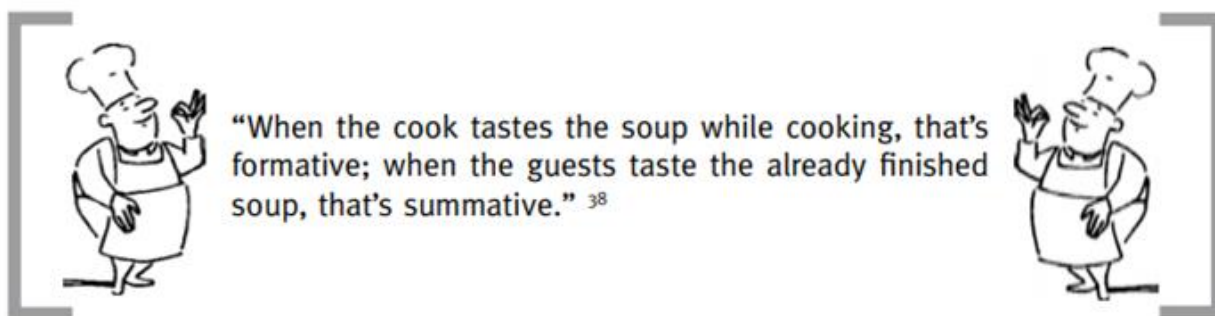 “When the cook tastes the soup while cooking, that’s
formative; when the guests taste the already finished
soup, that’s summative.” 38